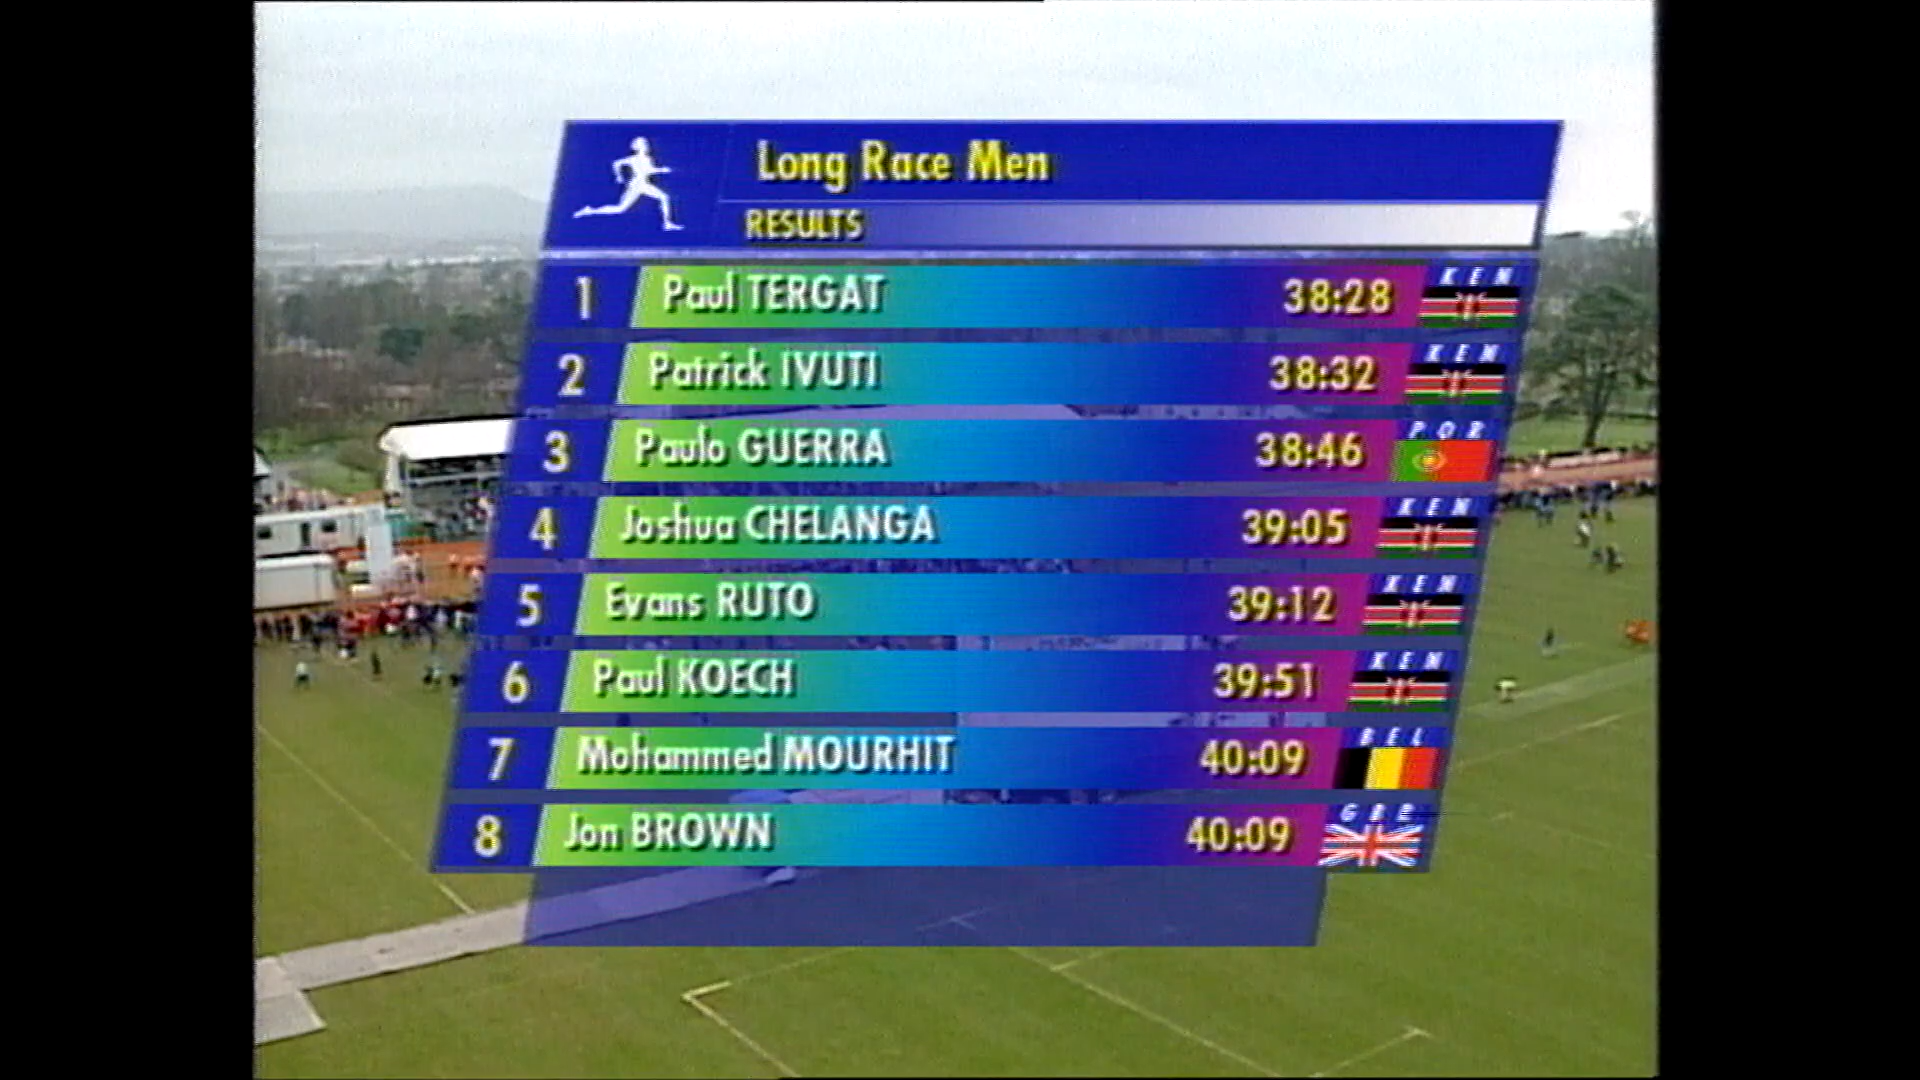 Long Race Men
RESULTS
1 Paul TERGAT 38:28 KEN
2 Patrick IVUTI 38:32 KEN
3 Paulo GUERRA 38:46 POR
4 Joshua CHELANGA 39:05 KEN
5 Evans RUTO 39:12 KEN
6 Paul KOECH 39:51 KEN
7 Mohammed MOURHIT 40:09 BEL
8 Jon BROWN 40:09 GBR